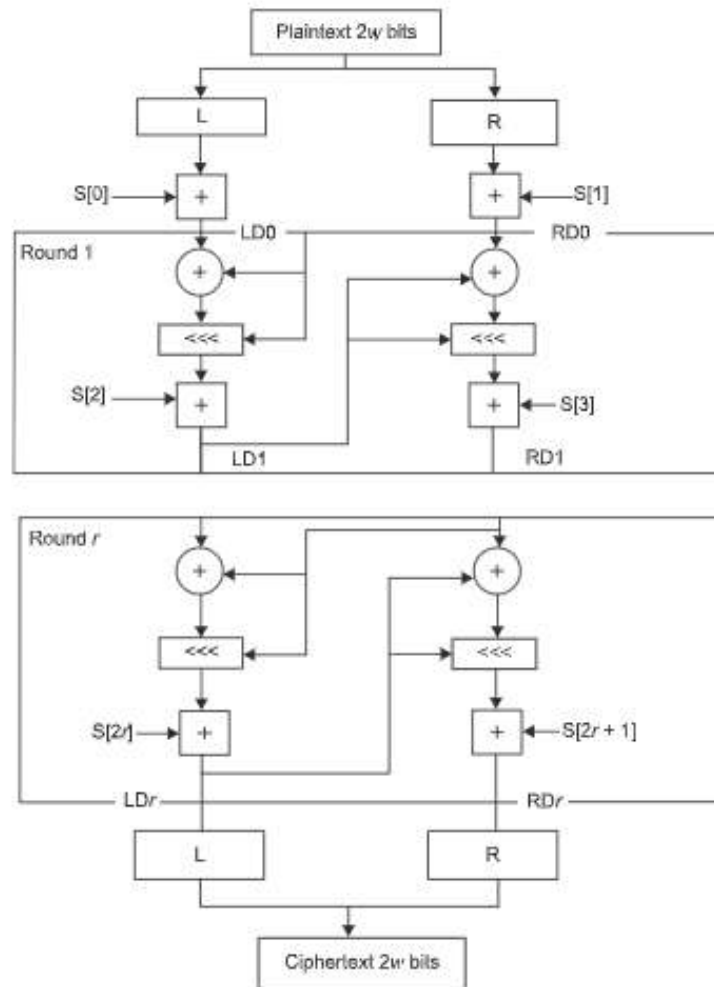 Plaintext 2w bits
L
R
S[0]
+
+
S[1]
LD0
RD0
Round 1
+
+
<<<
<<<
S[2]
+
+
S[3]
LD1
RD1
Round r
+
+
<<<
<<<
S[2r]
+
+
S[2r + 1]
LDr
RDr
L
R
Ciphertext 2w bits